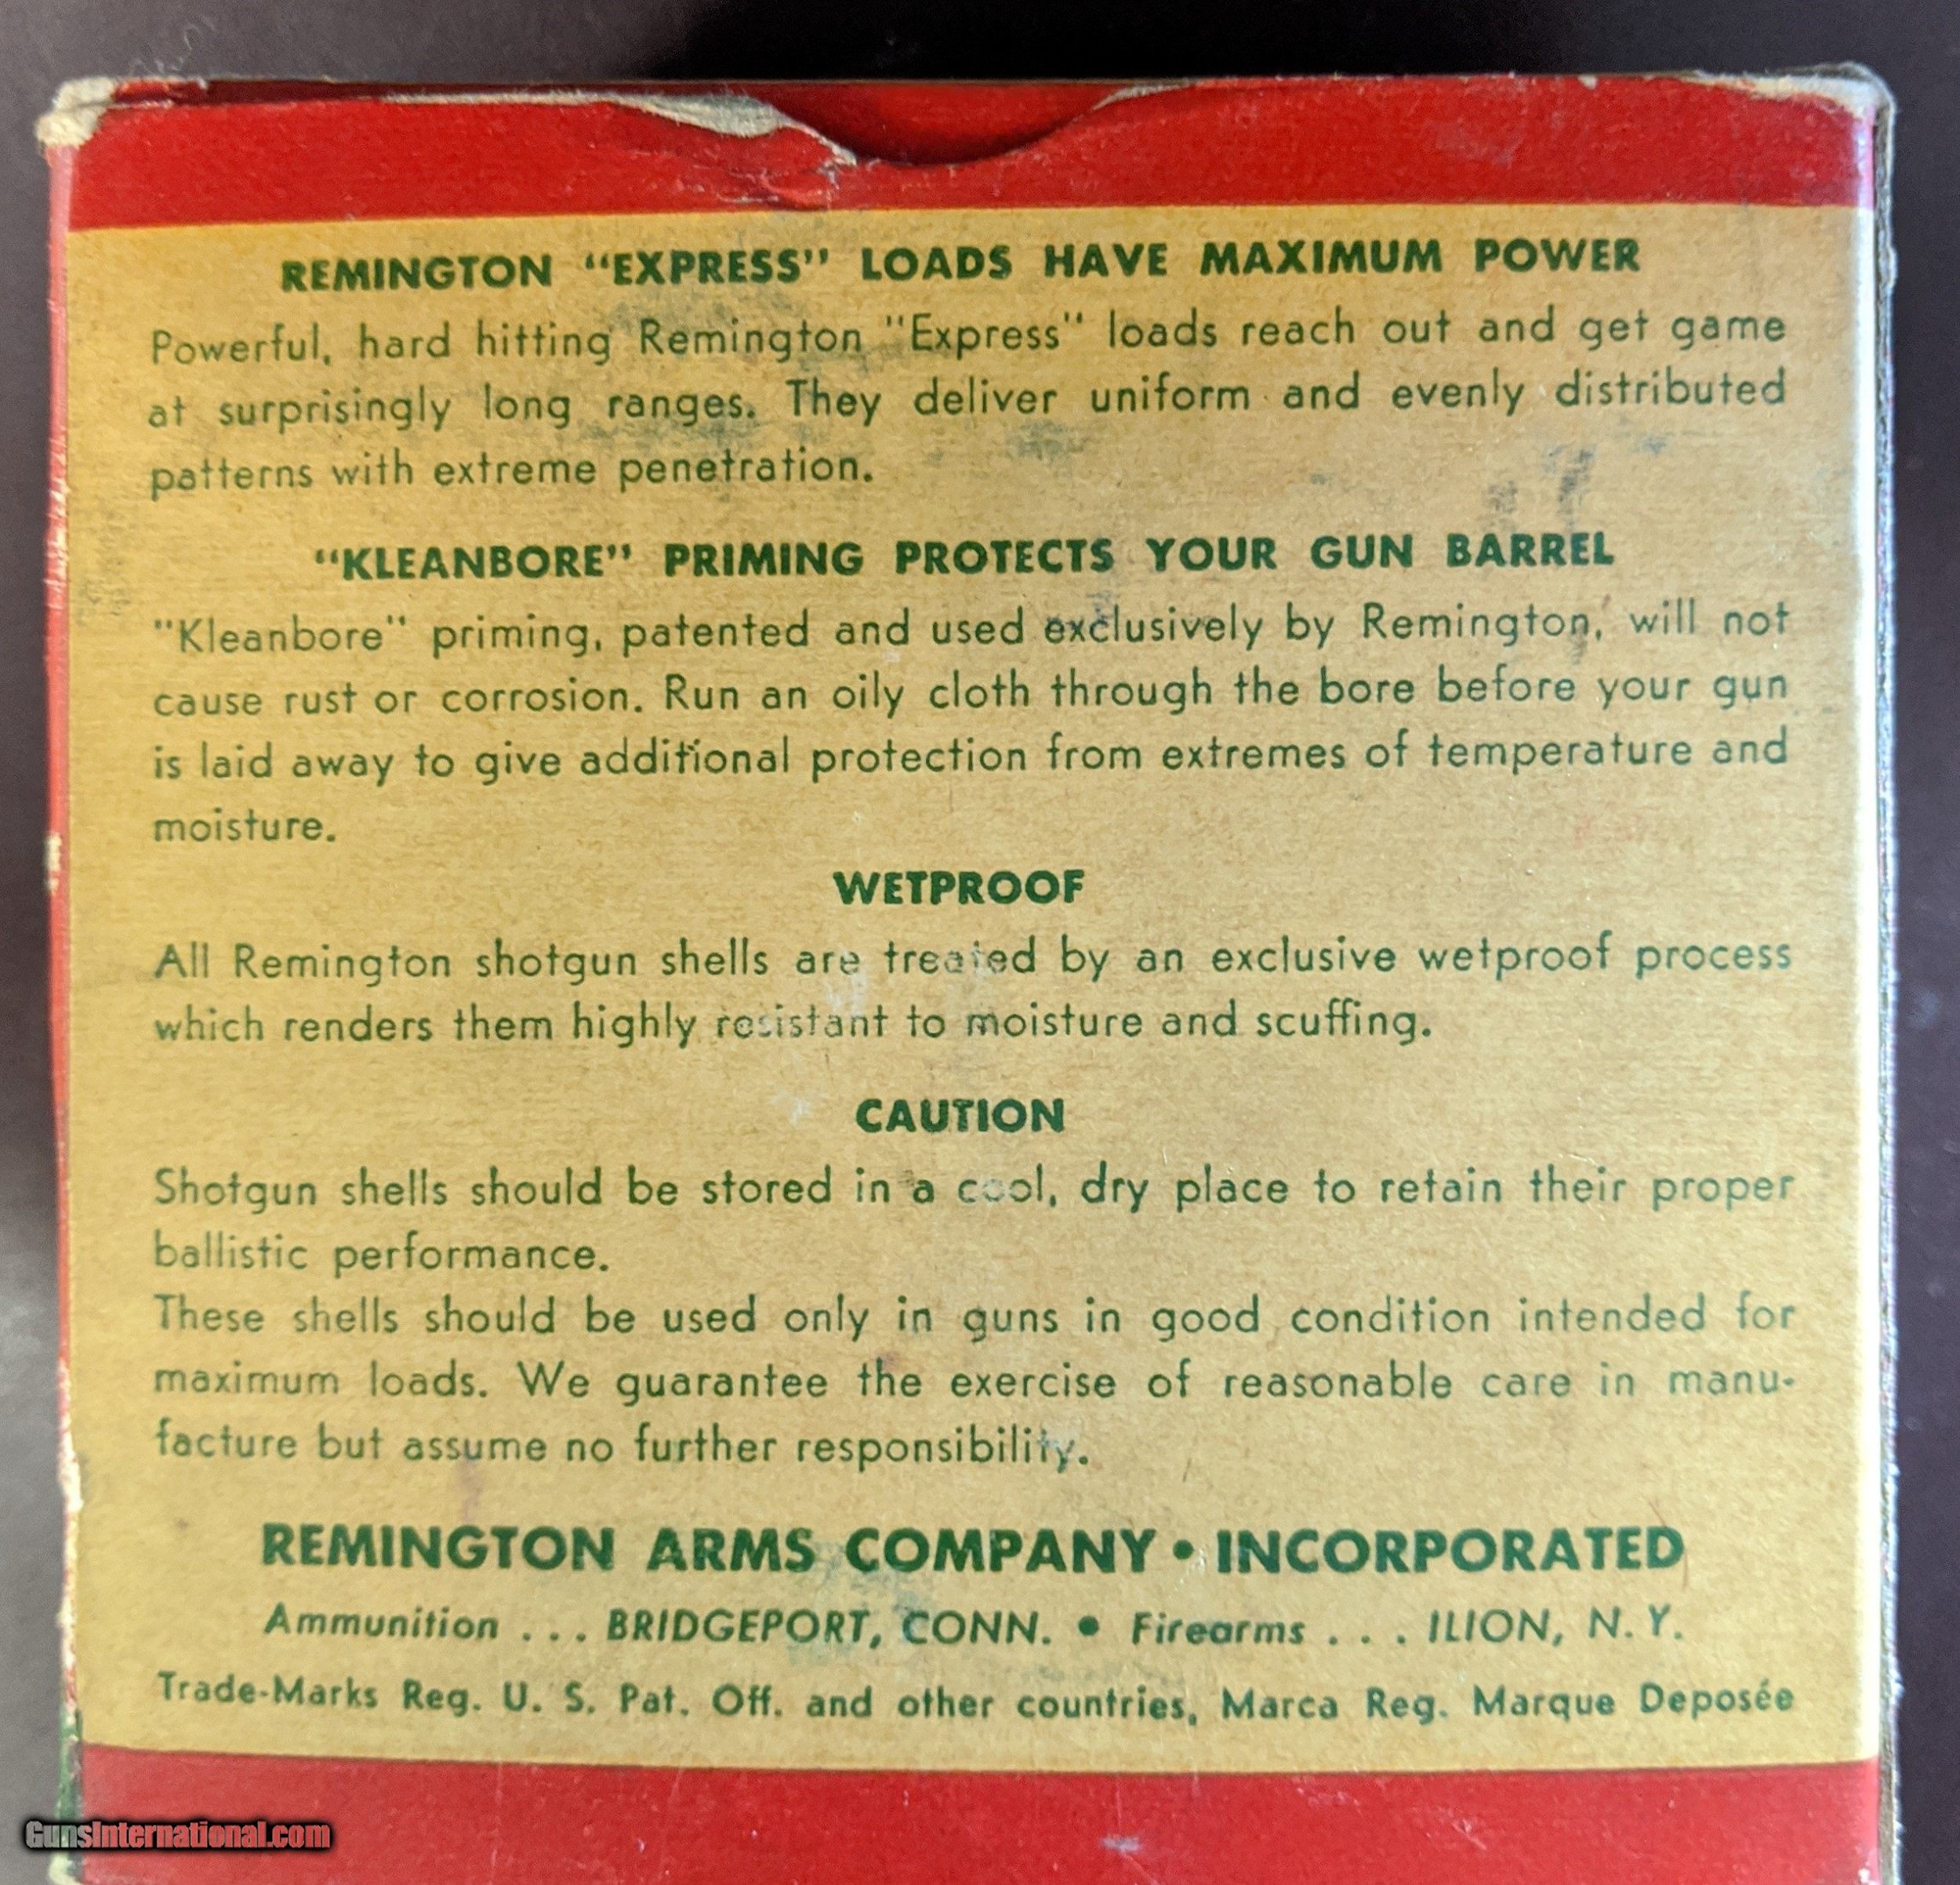 REMINGTON “EXPRESS” LOADS HAVE MAXIMUM POWER
Powerful, hard hitting Remington "Express" loads reach out and get game
at surprisingly long ranges. They deliver uniform and evenly distributed
patterns with extreme penetration.
“KLEANBORE” PRIMING PROTECTS YOUR GUN BARREL
"Kleanbore" priming, patented and used exclusively by Remington, will not
cause rust or corrosion. Run an oily cloth through the bore before your gun
is laid away to give additional protection from extremes of temperature and
moisture.
WETPROOF
All Remington shotgun shells are treated by an exclusive wetproof process
which renders them highly resistant to moisture and scuffing.
CAUTION
Shotgun shells should be stored in a cool, dry place to retain their proper
ballistic performance.
These shells should be used only in guns in good condition intended for
maximum loads. We guarantee the exercise of reasonable care in manu-
facture but assume no further responsibility.
REMINGTON ARMS COMPANY • INCORPORATED
Ammunition . . . BRIDGEPORT, CONN. • Firearms . . . ILION, N. Y.
Trade-Marks Reg. U. S. Pat. Off. and other countries, Marca Reg. Marque Deposée
GunsInternational.com